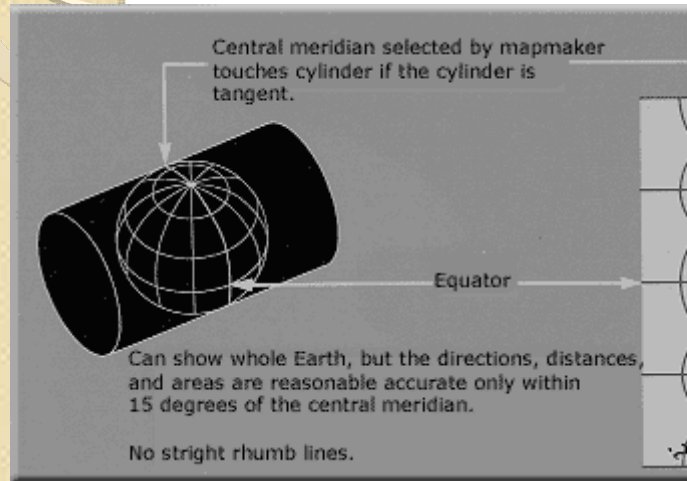 Central meridian selected by mapmaker
touches cylinder if the cylinder is
tangent.
Equator
Can show whole Earth, but the directions, distances,
and areas are reasonable accurate only within
15 degrees of the central meridian.
No stright rhumb lines.